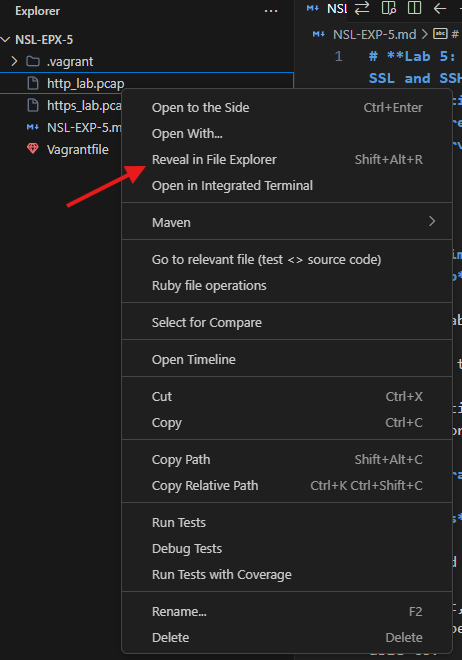 Explorer
NSL-EPX-5
.vagrant
http_lab.pcap
https_lab.pca
NSL-EXP-5.m
Vagrantfile
NSL
NSL-EXP-5.md > # 
1 # **Lab 5:
SSL and SSH
Open to the Side Ctrl+Enter
Open With...
Reveal in File Explorer Shift+Alt+R
Open in Integrated Terminal
Maven
Go to relevant file (test <> source code)
Ruby file operations
Select for Compare
Open Timeline
Cut Ctrl+X
Copy Ctrl+C
Copy Path Shift+Alt+C
Copy Relative Path Ctrl+K Ctrl+Shift+C
Run Tests
Debug Tests
Run Tests with Coverage
Rename... F2
Delete Delete